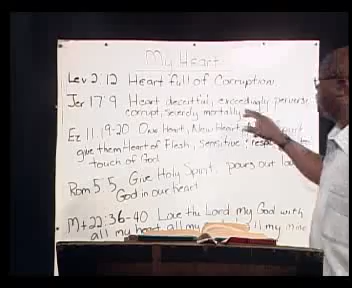 My Heart
Lev 2:12 Heart full of Corruption
Jer 17:9 Heart deceitful, exceedingly perverse
corrupt, severely mortally
Ez 11:19-20 One Heart, New Heart
give them Heart of Flesh, Sensitive
touch of God
Rom 5:5 Give Holy Spirit, pours out
God in our heart
Mt 22:36-40 Love the Lord my God with
all my heart all my all my